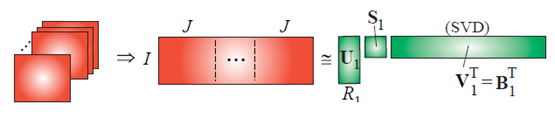 J J
S₁
(SVD)
⋰ ⇒ I ⋯ ≅ U₁
V₁ᵀ=B₁ᵀ
R₁